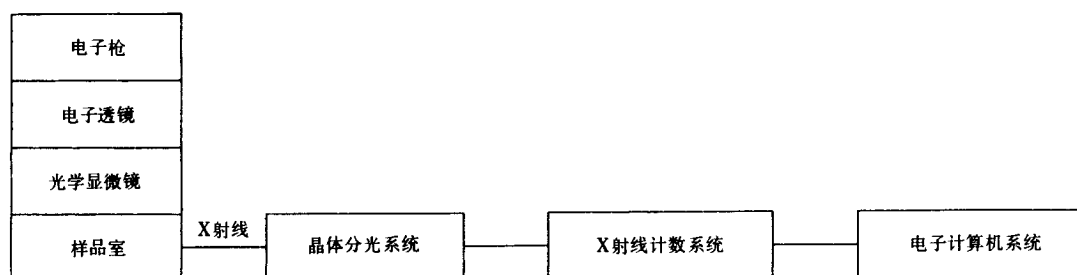 电子枪
电子透镜
光学显微镜
样品室
X射线
晶体分光系统
X射线计数系统
电子计算机系统